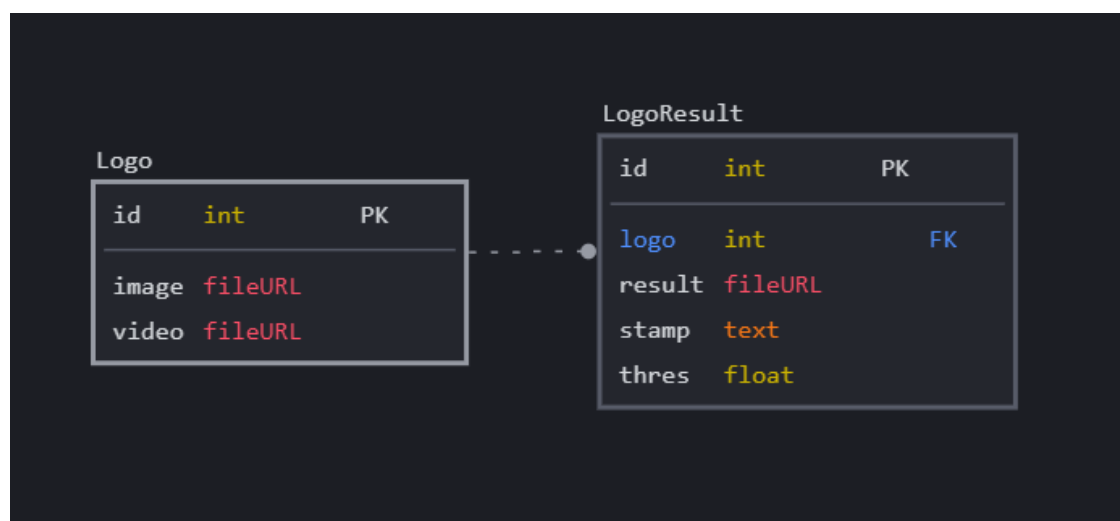 Logo
id int PK
image fileURL
video fileURL
LogoResult
id int PK
logo int FK
result fileURL
stamp text
thres float